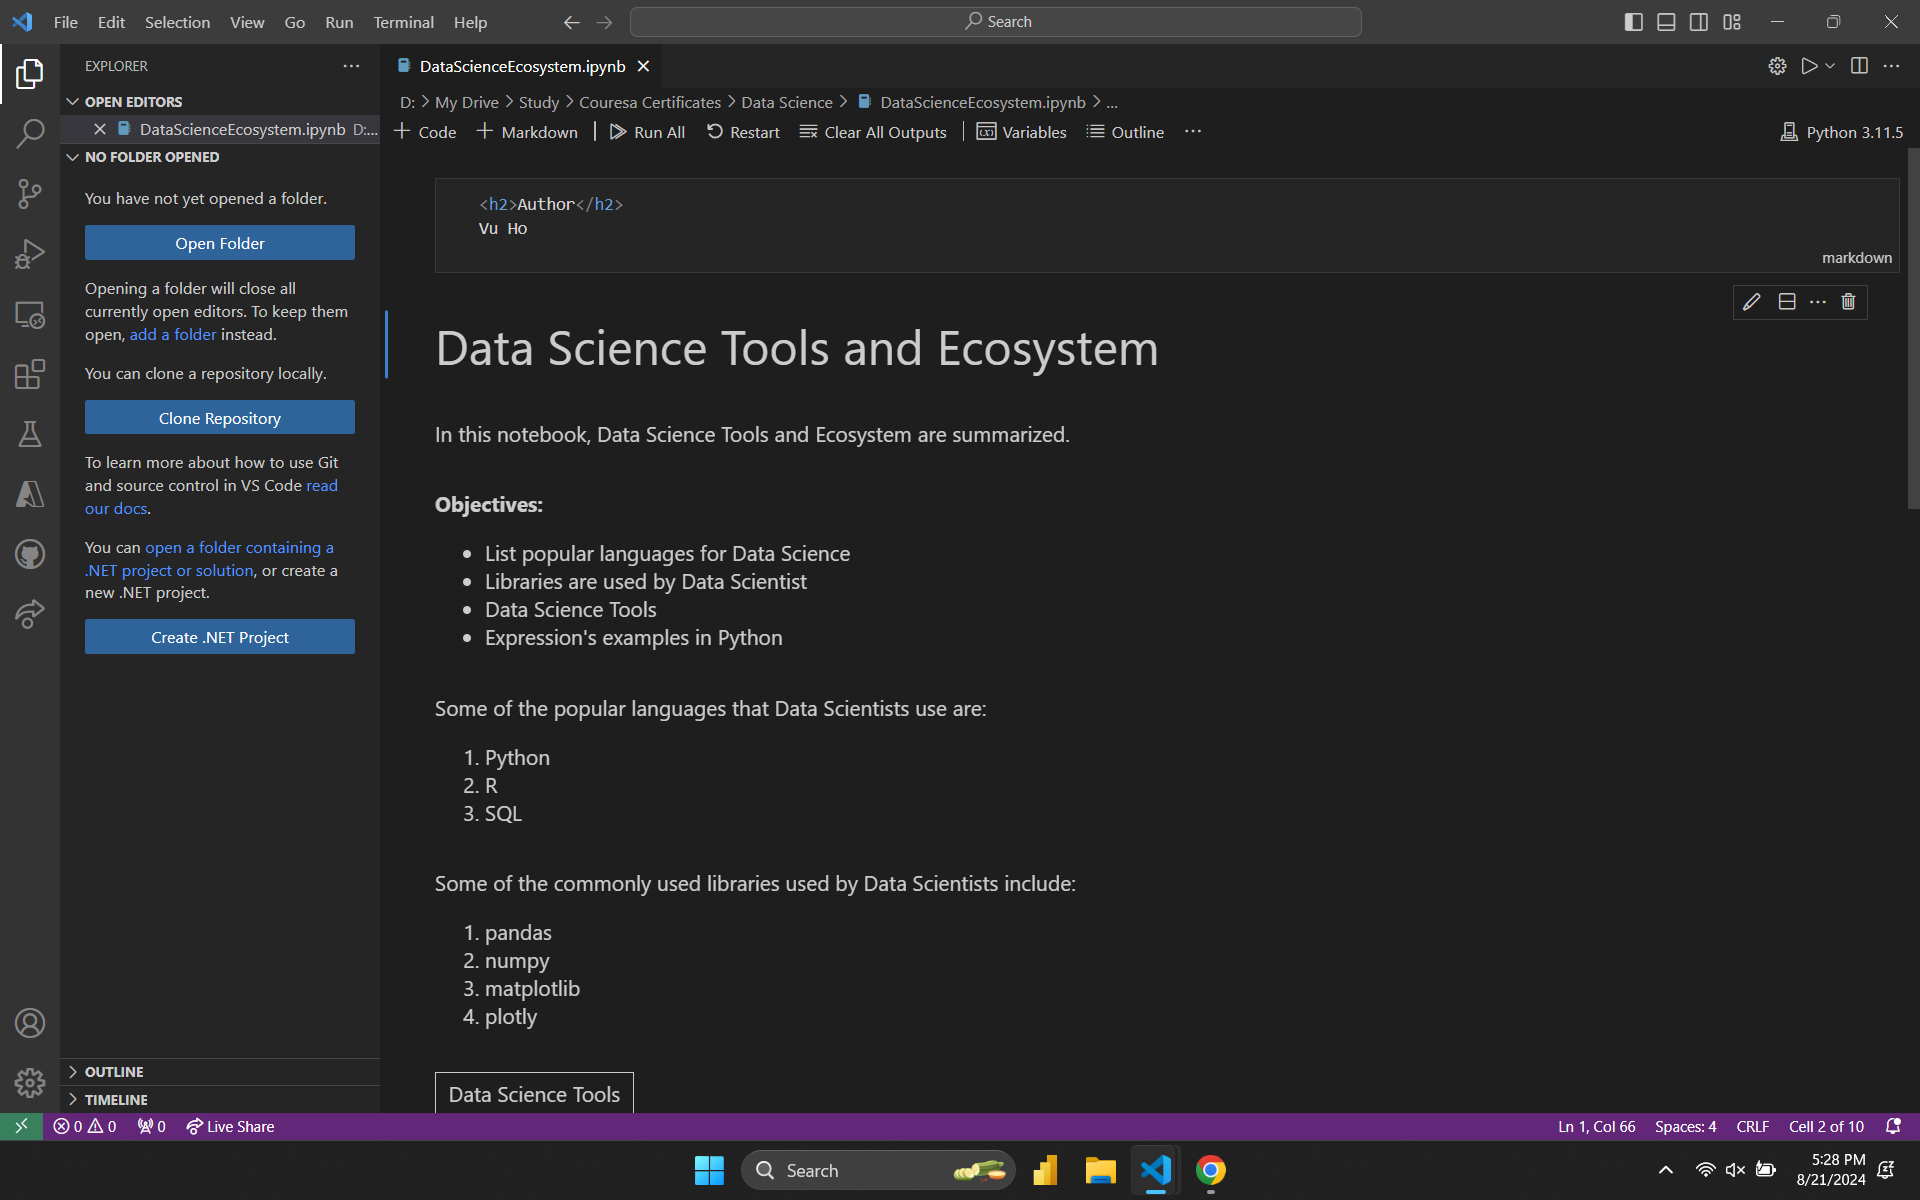 File Edit Selection View Go Run Terminal Help
Search
EXPLORER
OPEN EDITORS
DataScienceEcosystem.ipynb D:...
NO FOLDER OPENED
You have not yet opened a folder.
Open Folder
Opening a folder will close all
currently open editors. To keep them
open, add a folder instead.
You can clone a repository locally.
Clone Repository
To learn more about how to use Git
and source control in VS Code read
our docs.
You can open a folder containing a
.NET project or solution, or create a
new .NET project.
Create .NET Project
OUTLINE
TIMELINE
DataScienceEcosystem.ipynb
D: > My Drive > Study > Couresa Certificates > Data Science > DataScienceEcosystem.ipynb > ...
Code Markdown Run All Restart Clear All Outputs Variables Outline ...
Python 3.11.5
<h2>Author</h2>
Vu Ho
markdown
Data Science Tools and Ecosystem
In this notebook, Data Science Tools and Ecosystem are summarized.
Objectives:
• List popular languages for Data Science
• Libraries are used by Data Scientist
• Data Science Tools
• Expression's examples in Python
Some of the popular languages that Data Scientists use are:
1. Python
2. R
3. SQL
Some of the commonly used libraries used by Data Scientists include:
1. pandas
2. numpy
3. matplotlib
4. plotly
Data Science Tools
0 0 0 Live Share
Ln 1, Col 66 Spaces: 4 CRLF Cell 2 of 10
Search
5:28 PM
8/21/2024